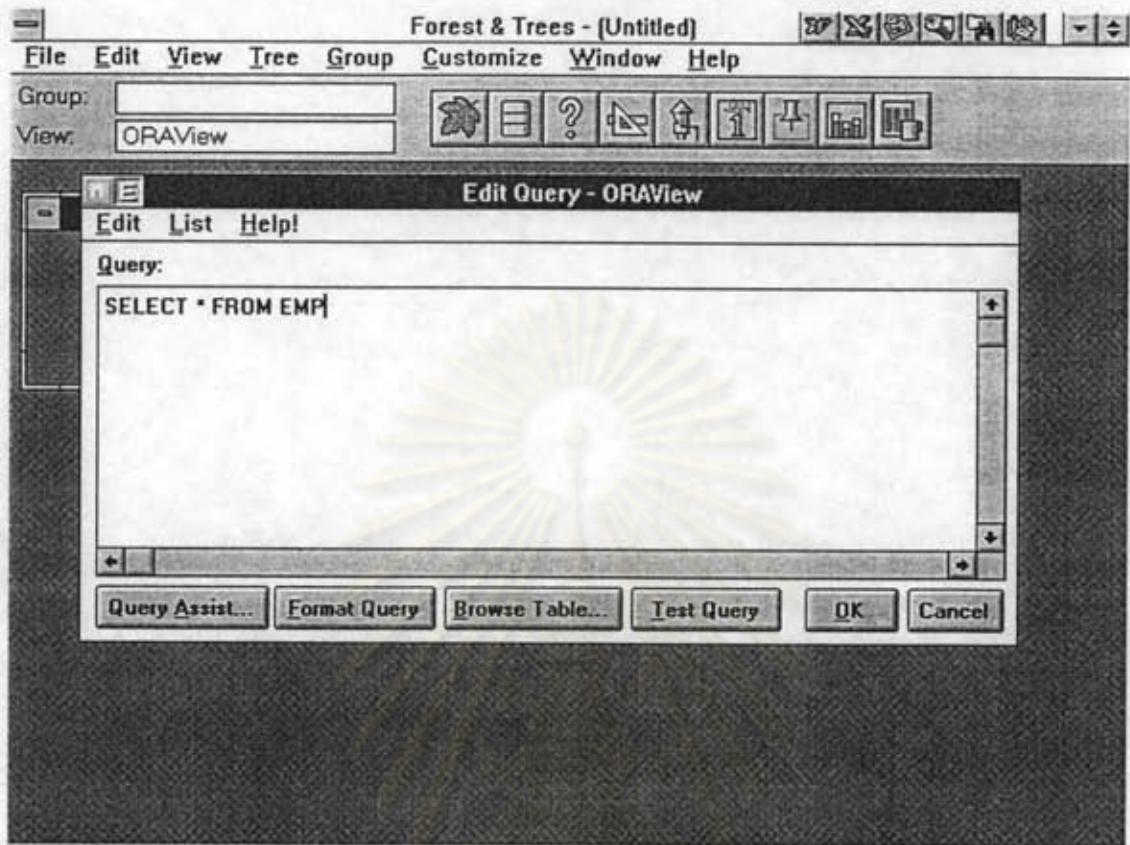 Forest & Trees - (Untitled)
File Edit View Tree Group Customize Window Help
Group:
View: ORAView
Edit Query - ORAView
Edit List Help!
Query:
SELECT * FROM EMP
Query Assist... Format Query Browse Table... Test Query OK Cancel